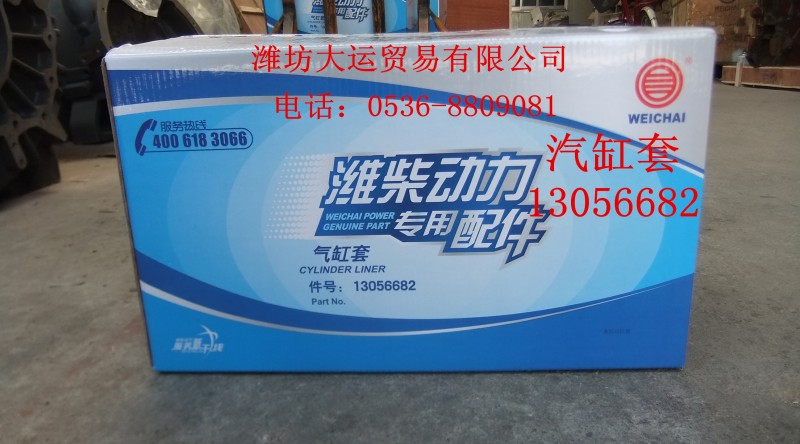 潍坊大运贸易有限公司
电话：0536-8809081
WEICHAI
服务热线
400 618 3066
汽缸套
13056682
潍柴动力
WEICHAI POWER
GENUINE PART
专用配件
气缸套
CYLINDER LINER
件号：13056682
Part No.